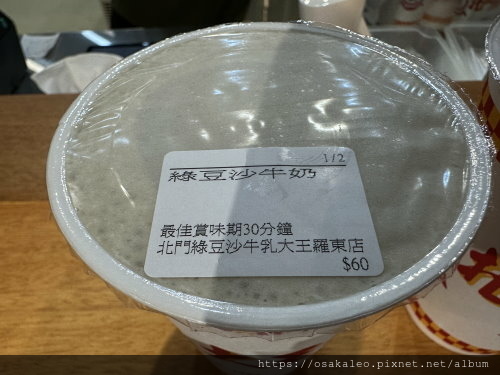 1/2
綠豆沙牛奶
最佳賞味期30分鐘
北門綠豆沙牛乳大王羅東店
$60
https://osakaleo.pixnet.net/album